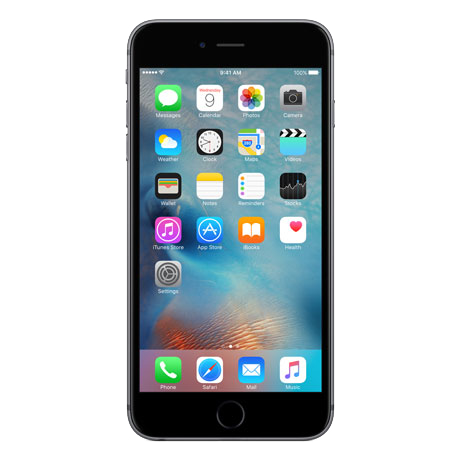 9:41 AM 100%
Wednesday
9
Messages Calendar Photos Camera
Weather Clock Maps Videos
Wallet Notes Reminders Stocks
iTunes Store App Store iBooks Health
Settings
Phone Safari Mail Music